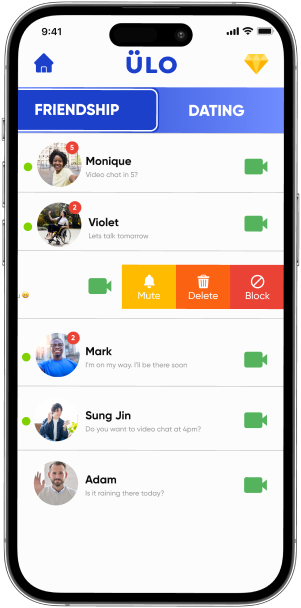 9:41
ÜLO
FRIENDSHIP
DATING
5
Monique
Video chat in 5?
2
Violet
Lets talk tomorrow
Mute
Delete
Block
2
Mark
I'm on my way. I'll be there soon
Sung Jin
Do you want to video chat at 4pm?
Adam
Is it raining there today?